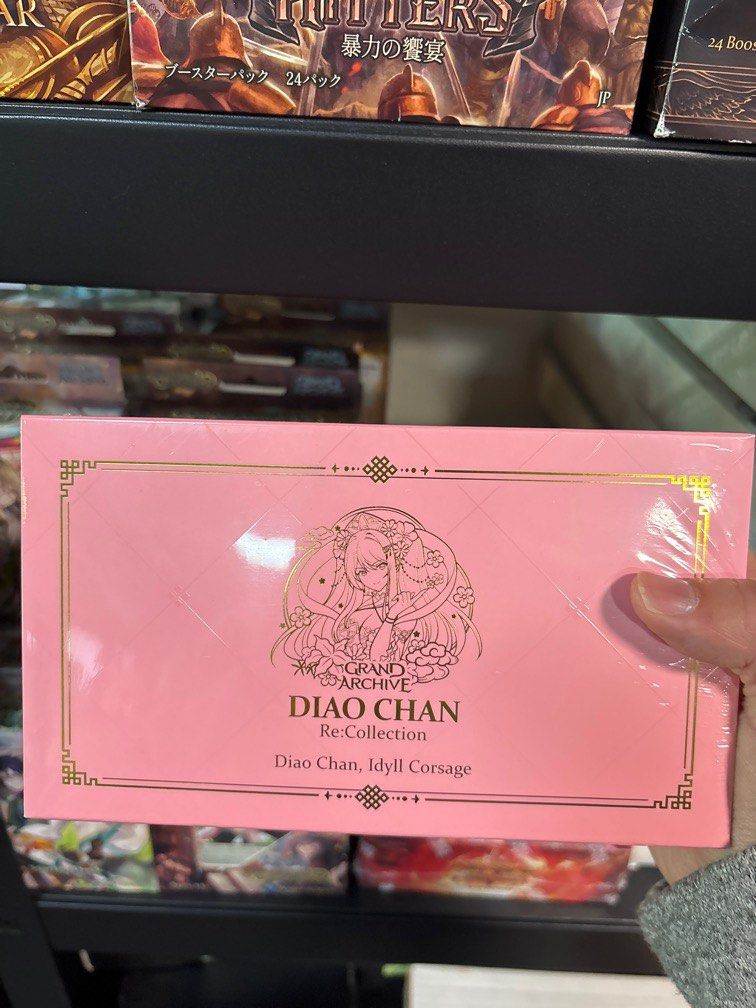 AR
HITTERS
暴力の饗宴
ブースターパック 24パック
JP
24 Boos
GRAND
ARCHIVE
DIAO CHAN
Re:Collection
Diao Chan, Idyll Corsage